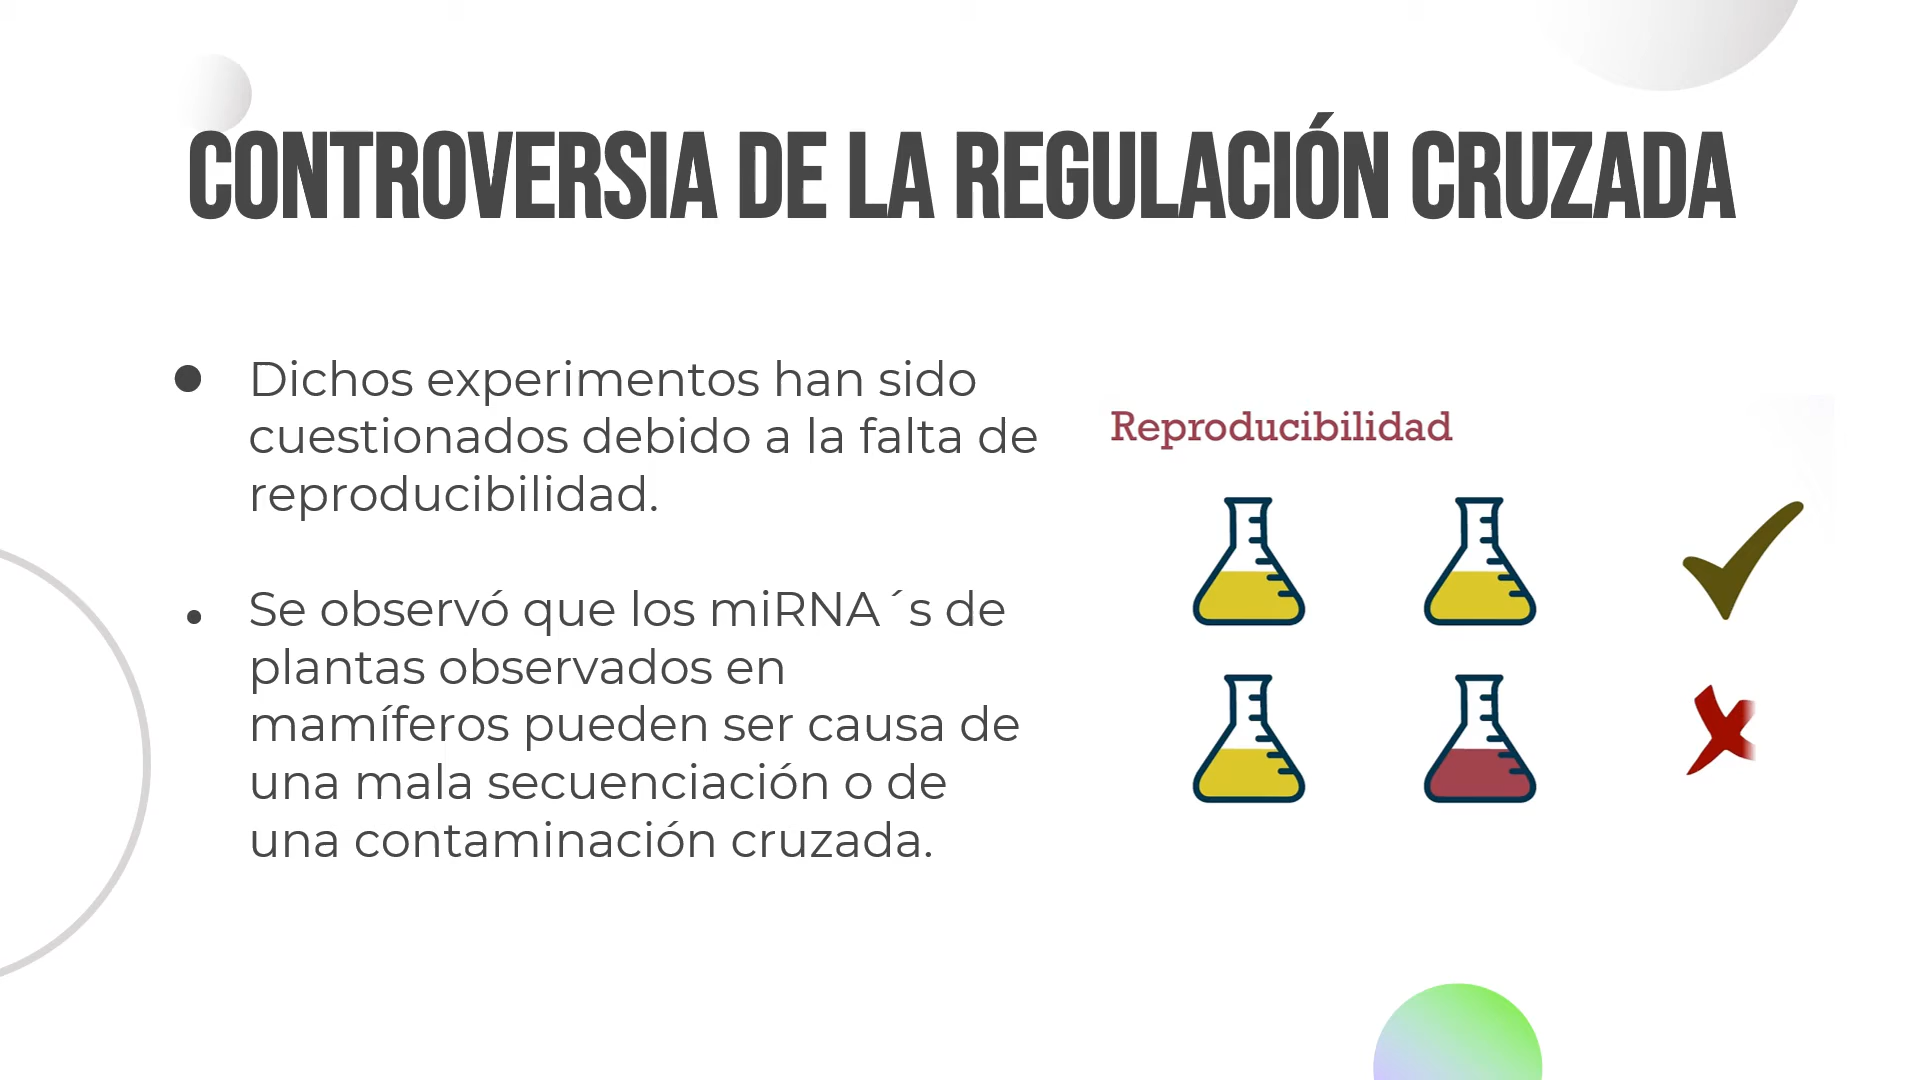 CONTROVERSIA DE LA REGULACIÓN CRUZADA
Dichos experimentos han sido
cuestionados debido a la falta de
reproducibilidad.
Se observó que los miRNA´s de
plantas observados en
mamíferos pueden ser causa de
una mala secuenciación o de
una contaminación cruzada.
Reproducibilidad